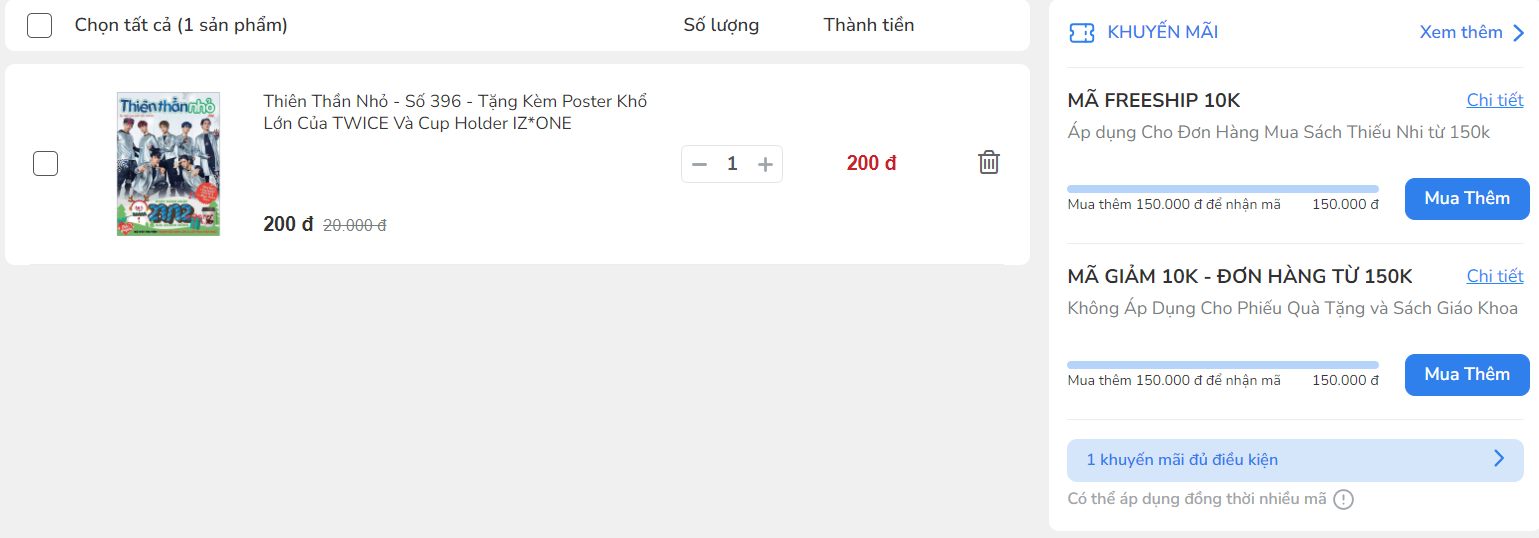 Chọn tất cả (1 sản phẩm)
Số lượng
Thành tiền
Thiên thần nhỏ
Thiên Thần Nhỏ - Số 396 - Tặng Kèm Poster Khổ
Lớn Của TWICE Và Cup Holder IZ*ONE
200 đ 20.000 đ
1
200 đ
KHUYẾN MÃI
Xem thêm
MÃ FREESHIP 10K
Chi tiết
Áp dụng Cho Đơn Hàng Mua Sách Thiếu Nhi từ 150k
Mua thêm 150.000 đ để nhận mã
150.000 đ
Mua Thêm
MÃ GIẢM 10K - ĐƠN HÀNG TỪ 150K
Chi tiết
Không Áp Dụng Cho Phiếu Quà Tặng và Sách Giáo Khoa
Mua thêm 150.000 đ để nhận mã
150.000 đ
Mua Thêm
1 khuyến mãi đủ điều kiện
Có thể áp dụng đồng thời nhiều mã